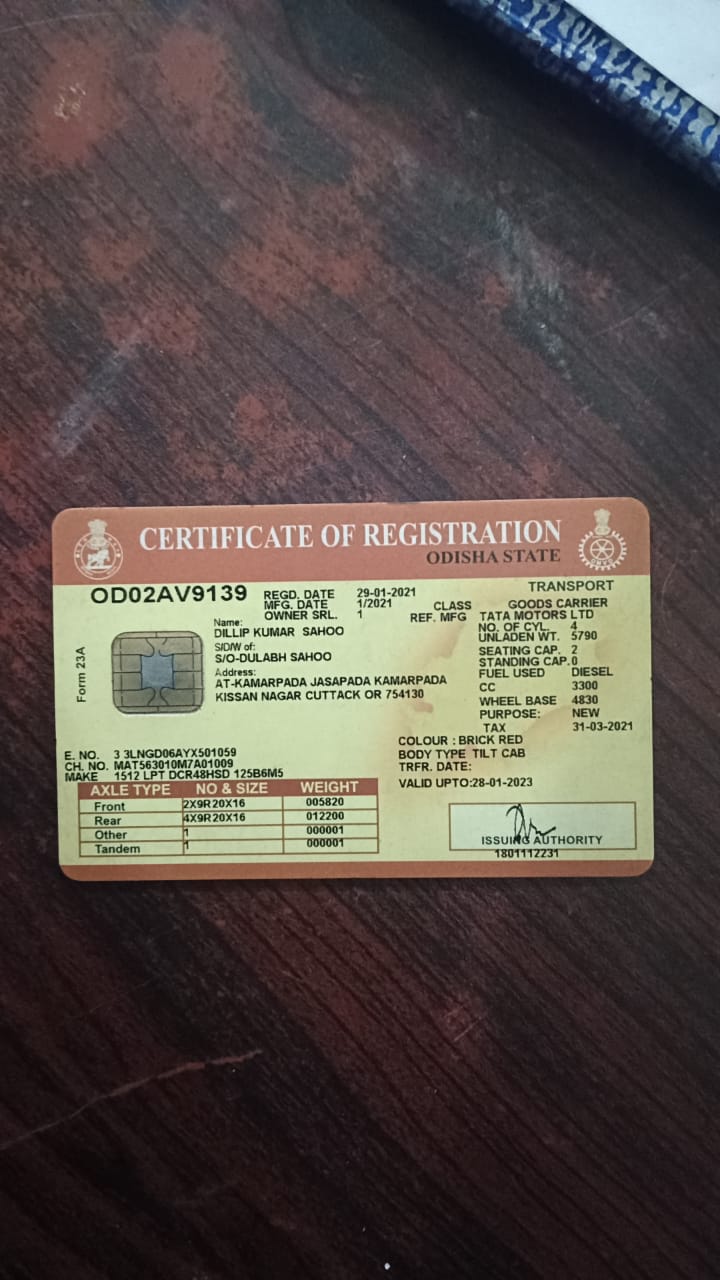 CERTIFICATE OF REGISTRATION
ODISHA STATE
OD02AV9139
REGD. DATE 29-01-2021
MFG. DATE 1/2021
OWNER SRL. 1
TRANSPORT
CLASS GOODS CARRIER
REF. MFG TATA MOTORS LTD
NO. OF CYL. 4
UNLADEN WT. 5790
SEATING CAP. 2
STANDING CAP. 0
FUEL USED DIESEL
CC 3300
WHEEL BASE 4830
PURPOSE: NEW
TAX 31-03-2021
Form 23A
Name:
DILLIP KUMAR SAHOO
S/D/W of:
S/O-DULABH SAHOO
Address:
AT-KAMARPADA JASAPADA KAMARPADA
KISSAN NAGAR CUTTACK OR 754130
COLOUR : BRICK RED
BODY TYPE TILT CAB
TRFR. DATE:
VALID UPTO:28-01-2023
E. NO. 3 3LNGD06AYX501059
CH. NO. MAT563010M7A01009
MAKE 1512 LPT DCR48HSD 125B6M5
AXLE TYPE NO & SIZE WEIGHT
Front 2X9R20X16 005820
Rear 4X9R20X16 012200
Other 1 000001
Tandem 1 000001
ISSUING AUTHORITY
1801112231